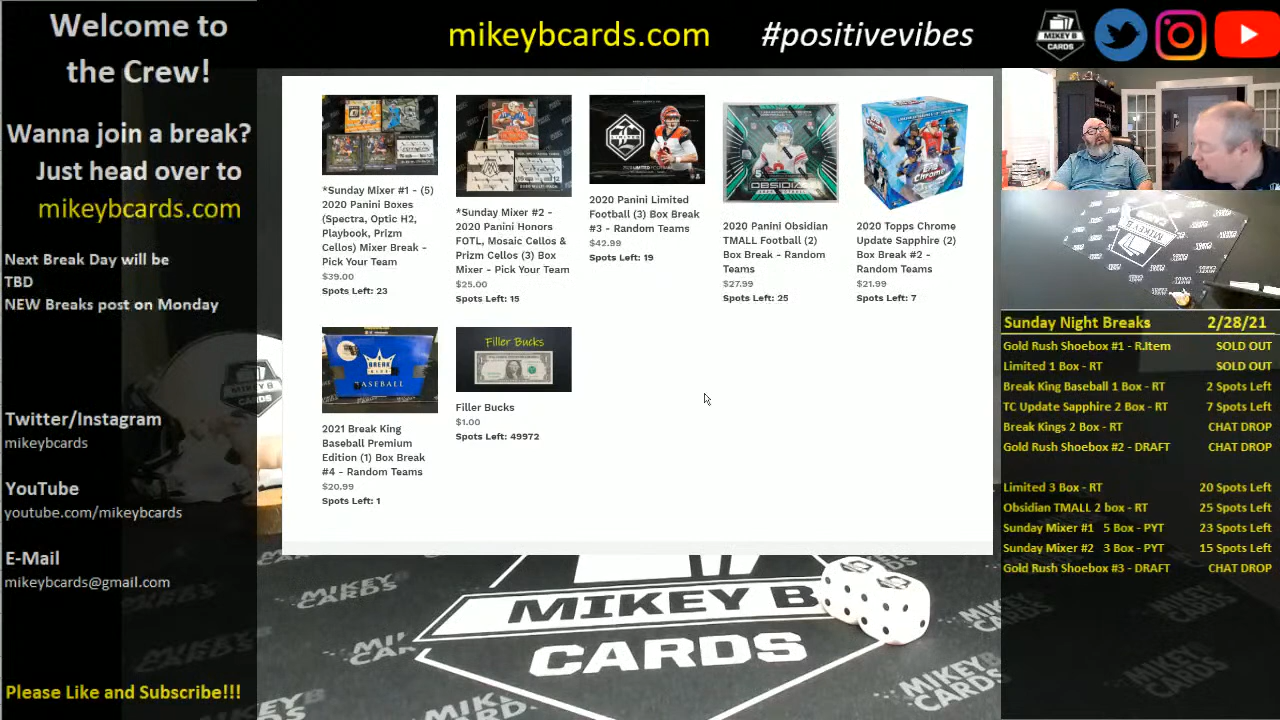 Welcome to
the Crew!
Wanna join a break?
Just head over to
mikeybcards.com
Next Break Day will be
TBD
NEW Breaks post on Monday
Twitter/Instagram
mikeybcards
YouTube
youtube.com/mikeybcards
E-Mail
mikeybcards@gmail.com
Please Like and Subscribe!!!
mikeybcards.com
#positivevibes
MIKEY B
CARDS
*Sunday Mixer #1 - (5)
2020 Panini Boxes
(Spectra, Optic H2,
Playbook, Prizm
Cellos) Mixer Break -
Pick Your Team
$39.00
Spots Left: 23
*Sunday Mixer #2 -
2020 Panini Honors
FOTL, Mosaic Cellos &
Prizm Cellos (3) Box
Mixer - Pick Your Team
$25.00
Spots Left: 15
LIMITED
2020 Panini Limited
Football (3) Box Break
#3 - Random Teams
$42.99
Spots Left: 19
OBSIDIAN
2020 Panini Obsidian
TMALL Football (2)
Box Break - Random
Teams
$27.99
Spots Left: 25
Chrome
2020 Topps Chrome
Update Sapphire (2)
Box Break #2 -
Random Teams
$21.99
Spots Left: 7
BREAK
KING
BASEBALL
2021 Break King
Baseball Premium
Edition (1) Box Break
#4 - Random Teams
$20.99
Spots Left: 1
Filler Bucks
Filler Bucks
$1.00
Spots Left: 49972
MIKEY B
CARDS
Sunday Night Breaks 2/28/21
Gold Rush Shoebox #1 - R.Item SOLD OUT
Limited 1 Box - RT SOLD OUT
Break King Baseball 1 Box - RT 2 Spots Left
TC Update Sapphire 2 Box - RT 7 Spots Left
Break Kings 2 Box - RT CHAT DROP
Gold Rush Shoebox #2 - DRAFT CHAT DROP
Limited 3 Box - RT 20 Spots Left
Obsidian TMALL 2 box - RT 25 Spots Left
Sunday Mixer #1 5 Box - PYT 23 Spots Left
Sunday Mixer #2 3 Box - PYT 15 Spots Left
Gold Rush Shoebox #3 - DRAFT CHAT DROP